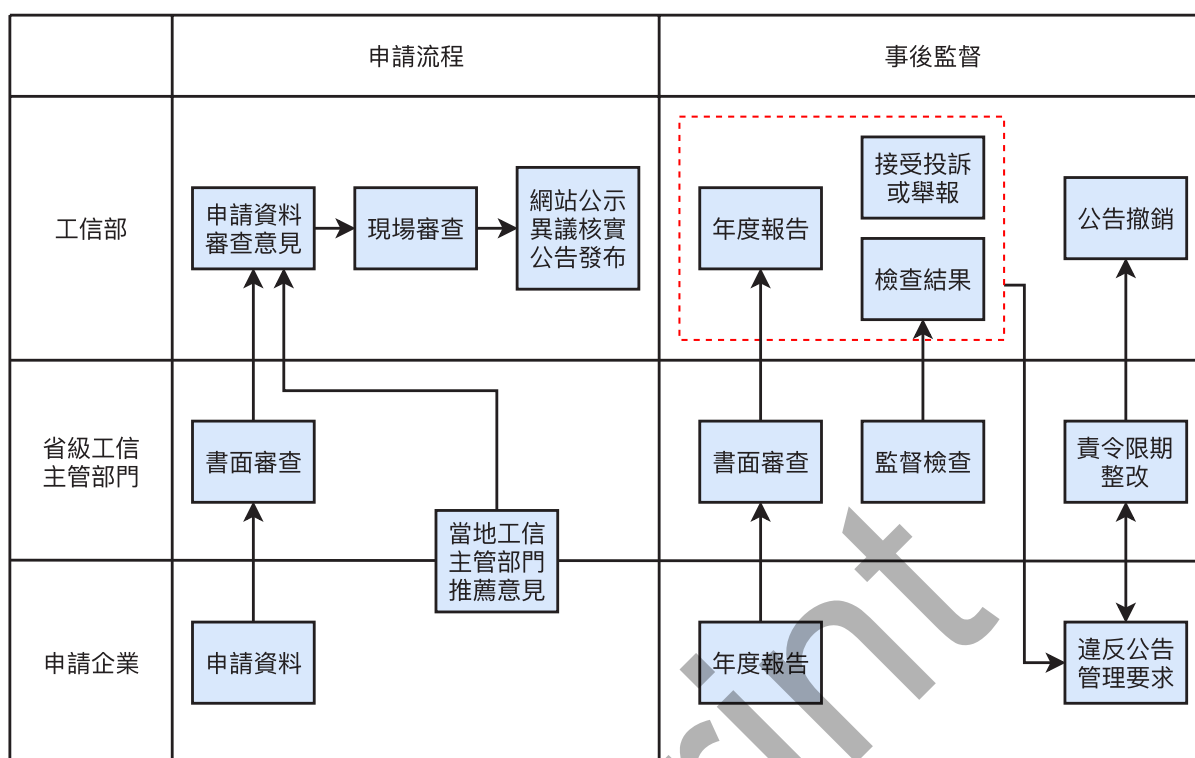 申請流程
事後監督
工信部
申請資料
審查意見
現場審查
網站公示
異議核實
公告發布
年度報告
接受投訴
或舉報
檢查結果
公告撤銷
省級工信
主管部門
書面審查
當地工信
主管部門
推薦意見
書面審查
監督檢查
責令限期
整改
申請企業
申請資料
年度報告
違反公告
管理要求